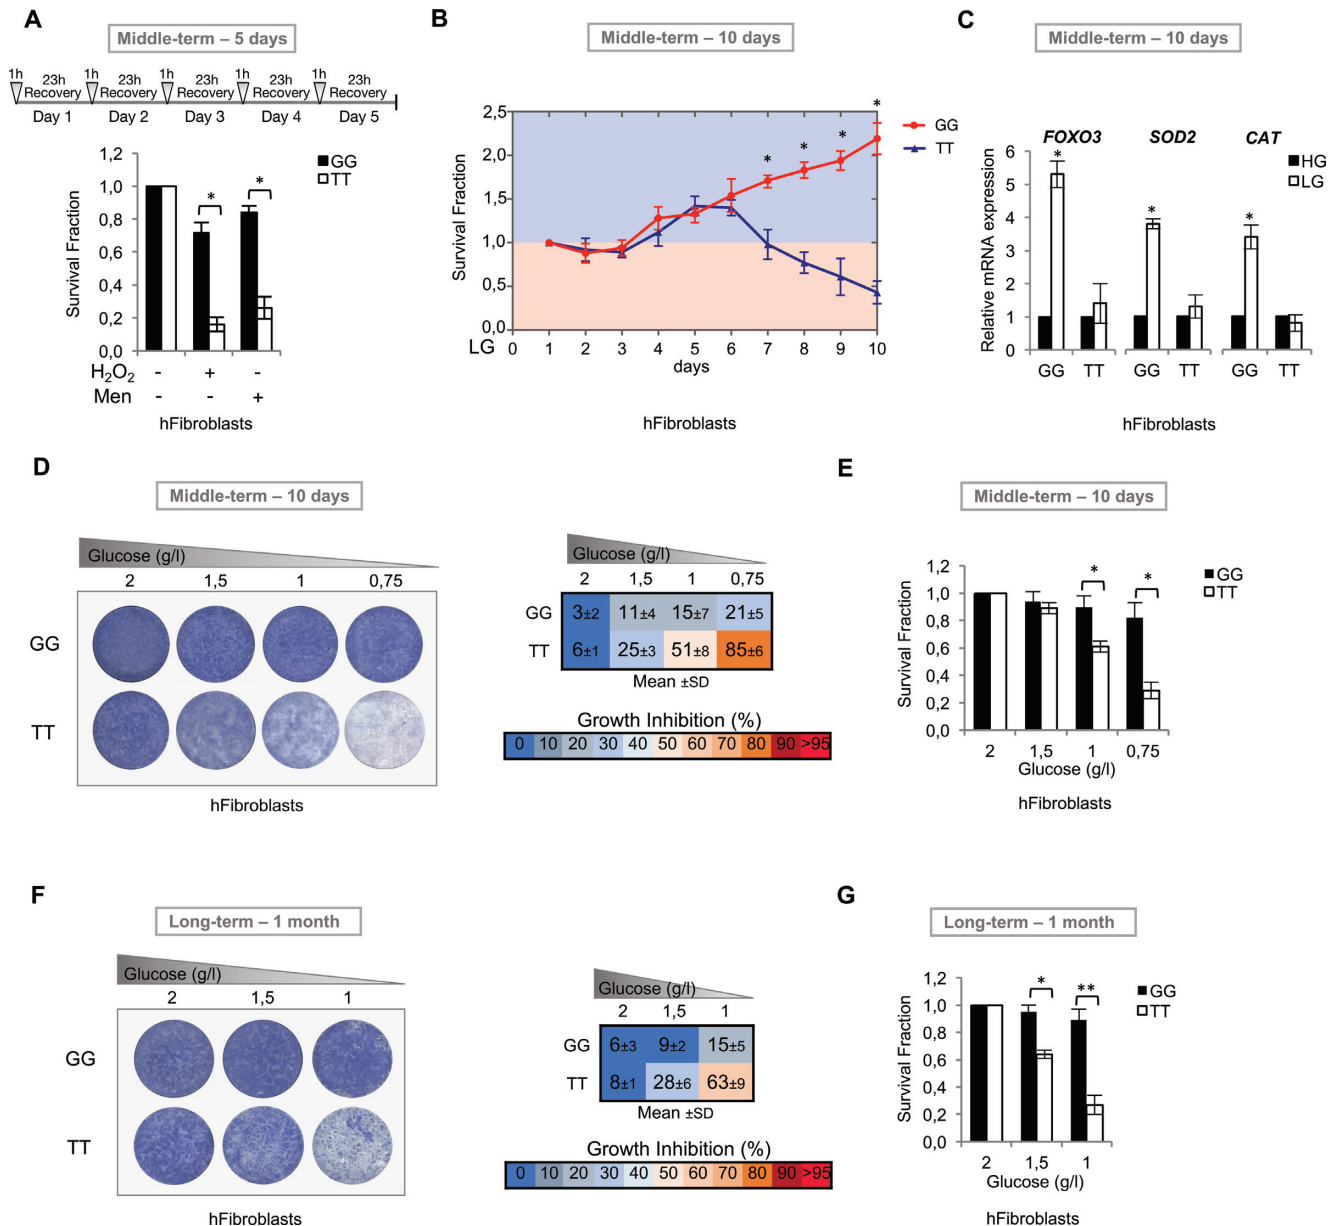 A
Middle-term – 5 days
1h 1h 1h 1h 1h
23h Recovery 23h Recovery 23h Recovery 23h Recovery 23h Recovery
Day 1 Day 2 Day 3 Day 4 Day 5
GG
TT
Survival Fraction
1,2
1,0
0,8
0,6
0,4
0,2
0,0
* *
H2O2 - + -
Men - - +
hFibroblasts
B
Middle-term – 10 days
Survival Fraction
2,5
2,0
1,5
1,0
0,5
0,0
* * * *
GG
TT
LG 0 1 2 3 4 5 6 7 8 9 10
days
hFibroblasts
C
Middle-term – 10 days
FOXO3 SOD2 CAT
HG
LG
Relative mRNA expression
6
5
4
3
2
1
0
* * *
GG TT GG TT GG TT
hFibroblasts
D
Middle-term – 10 days
Glucose (g/l)
2 1,5 1 0,75
GG
TT
hFibroblasts
Glucose (g/l)
2 1,5 1 0,75
GG 3±2 11±4 15±7 21±5
TT 6±1 25±3 51±8 85±6
Mean ±SD
Growth Inhibition (%)
0 10 20 30 40 50 60 70 80 90 >95
E
Middle-term – 10 days
Survival Fraction
1,2
1,0
0,8
0,6
0,4
0,2
0,0
* *
GG
TT
2 1,5 1 0,75
Glucose (g/l)
hFibroblasts
F
Long-term – 1 month
Glucose (g/l)
2 1,5 1
GG
TT
hFibroblasts
Glucose (g/l)
2 1,5 1
GG 6±3 9±2 15±5
TT 8±1 28±6 63±9
Mean ±SD
Growth Inhibition (%)
0 10 20 30 40 50 60 70 80 90 >95
G
Long-term – 1 month
Survival Fraction
1,2
1,0
0,8
0,6
0,4
0,2
0,0
* **
GG
TT
2 1,5 1
Glucose (g/l)
hFibroblasts